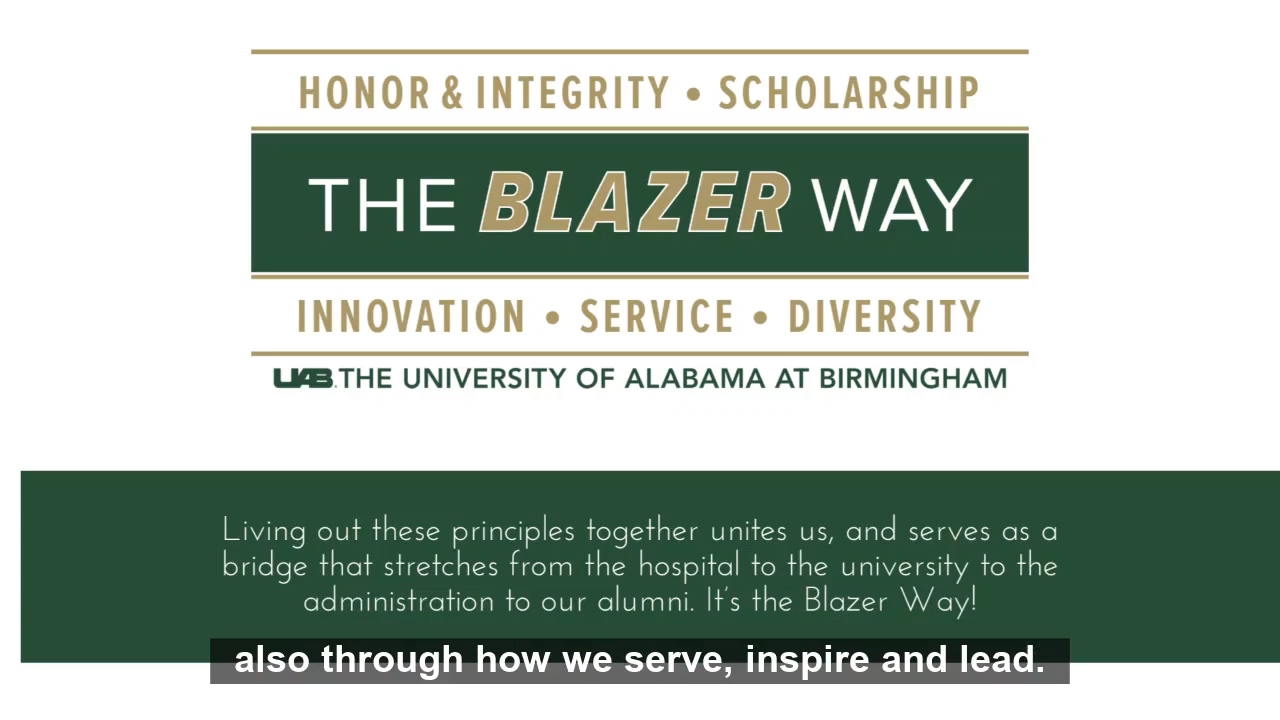 HONOR & INTEGRITY • SCHOLARSHIP
THE BLAZER WAY
INNOVATION • SERVICE • DIVERSITY
UAB. THE UNIVERSITY OF ALABAMA AT BIRMINGHAM
Living out these principles together unites us, and serves as a
bridge that stretches from the hospital to the university to the
administration to our alumni. It's the Blazer Way!
also through how we serve, inspire and lead.